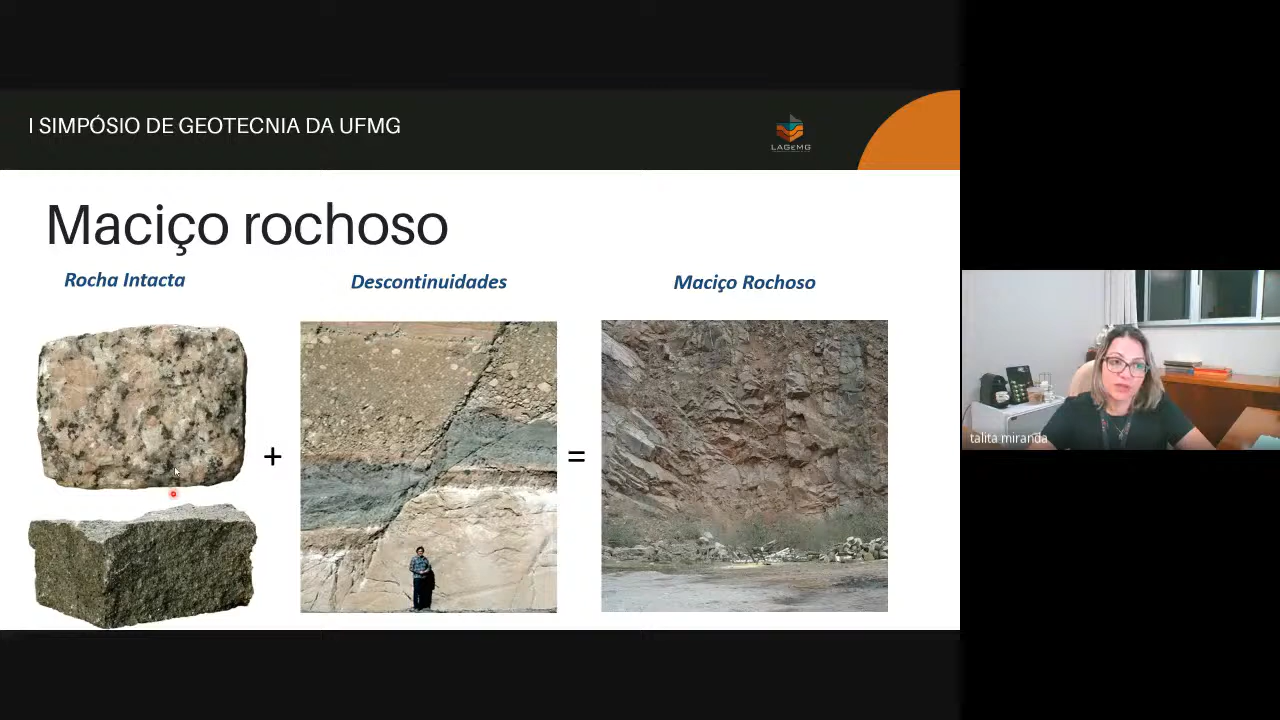 I SIMPÓSIO DE GEOTECNIA DA UFMG
LAGEMG
Maciço rochoso
Rocha Intacta
Descontinuidades
Maciço Rochoso
+
=
talita miranda